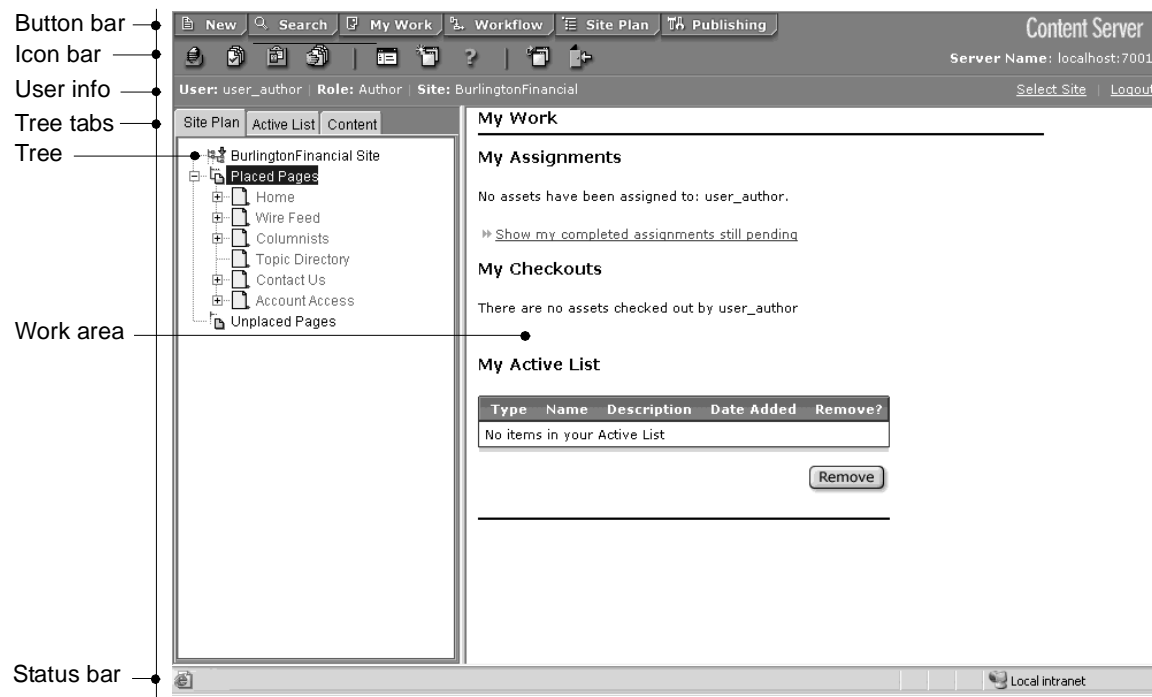 Button bar
New Search My Work Workflow Site Plan Publishing
Content Server
Icon bar
?
Server Name: localhost:7001
User info
User: user_author | Role: Author | Site: BurlingtonFinancial
Select Site | Logout
Tree tabs
Site Plan Active List Content
Tree
BurlingtonFinancial Site
Placed Pages
Home
Wire Feed
Columnists
Topic Directory
Contact Us
Account Access
Unplaced Pages
My Work
My Assignments
No assets have been assigned to: user_author.
Show my completed assignments still pending
My Checkouts
There are no assets checked out by user_author
Work area
My Active List
Type Name Description Date Added Remove?
No items in your Active List
Remove
Status bar
Local intranet